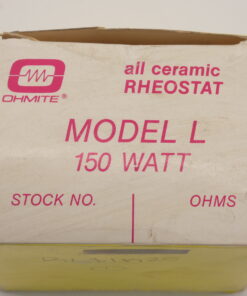 all ceramic
RHEOSTAT
OHMITE®
MODEL L
150 WATT
STOCK NO. OHMS